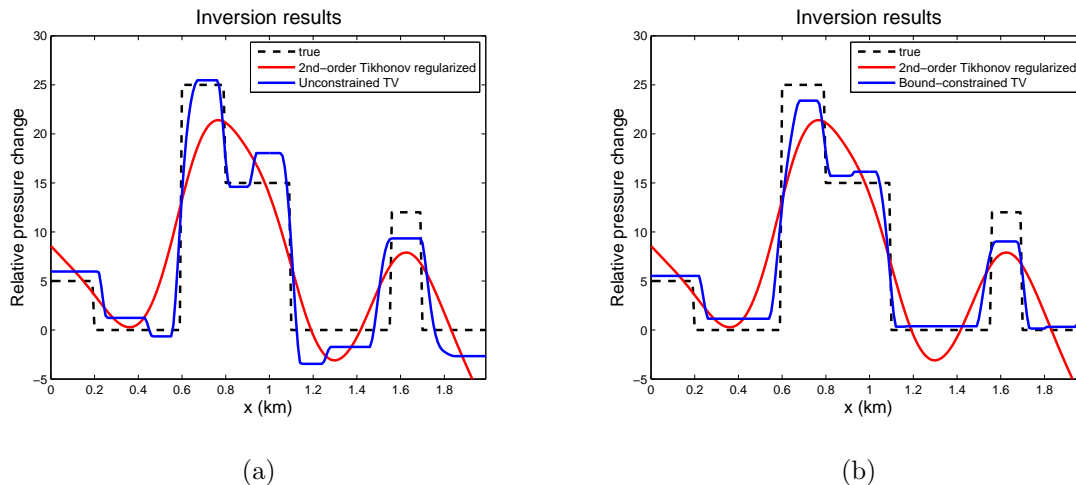 Inversion results
30
25
20
15
10
5
0
−5
Relative pressure change
true
2nd−order Tikhonov regularized
Unconstrained TV
0 0.2 0.4 0.6 0.8 1 1.2 1.4 1.6 1.8
x (km)
(a)
Inversion results
30
25
20
15
10
5
0
−5
Relative pressure change
true
2nd−order Tikhonov regularized
Bound−constrained TV
0 0.2 0.4 0.6 0.8 1 1.2 1.4 1.6 1.8
x (km)
(b)